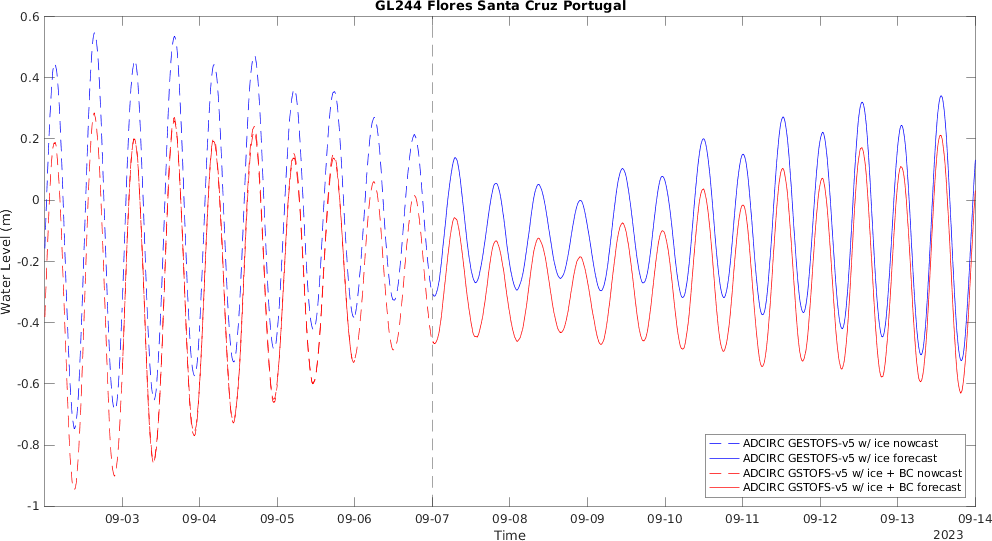 GL244 Flores Santa Cruz Portugal
0.6
0.4
0.2
0
-0.2
-0.4
-0.6
-0.8
-1
Water Level (m)
ADCIRC GESTOFS-v5 w/ ice nowcast
ADCIRC GESTOFS-v5 w/ ice forecast
ADCIRC GSTOFS-v5 w/ ice + BC nowcast
ADCIRC GSTOFS-v5 w/ ice + BC forecast
09-03 09-04 09-05 09-06 09-07 09-08 09-09 09-10 09-11 09-12 09-13 09-14
Time
2023